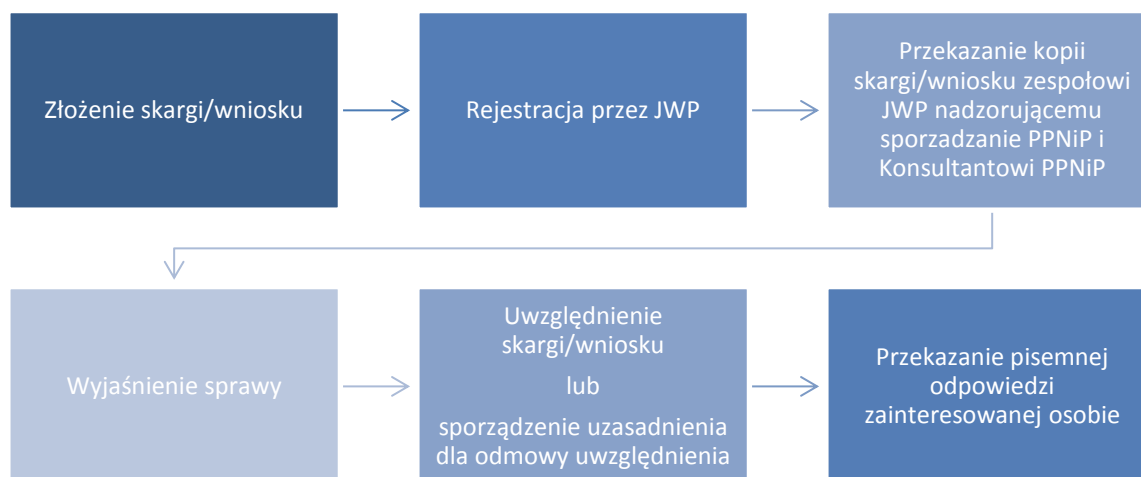 Złożenie skargi/wniosku
Rejestracja przez JWP
Przekazanie kopii
skargi/wniosku zespołowi
JWP nadzorującemu
sporzadzanie PPNiP i
Konsultantowi PPNiP
Wyjaśnienie sprawy
Uwzględnienie
skargi/wniosku
lub
sporządzenie uzasadnienia
dla odmowy uwzględnienia
Przekazanie pisemnej
odpowiedzi
zainteresowanej osobie